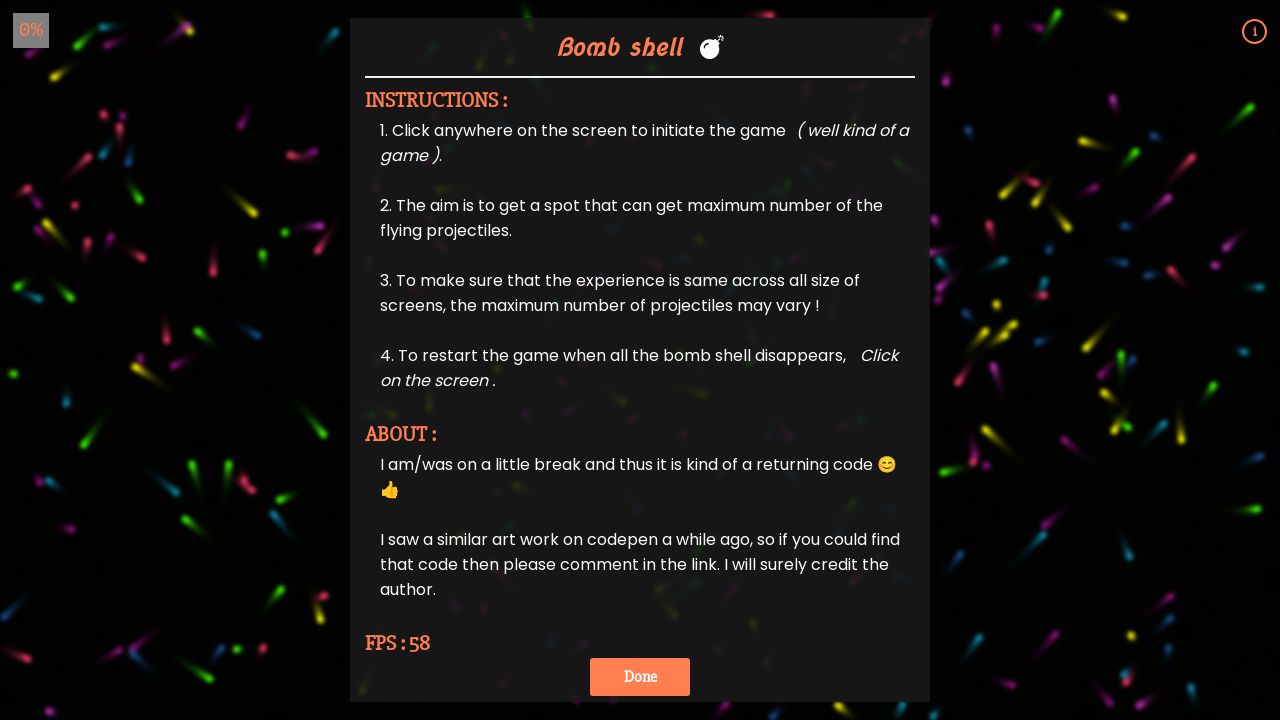 0%
i
Bomb shell 💣
INSTRUCTIONS :
1. Click anywhere on the screen to initiate the game ( well kind of a
game ).
2. The aim is to get a spot that can get maximum number of the
flying projectiles.
3. To make sure that the experience is same across all size of
screens, the maximum number of projectiles may vary !
4. To restart the game when all the bomb shell disappears, Click
on the screen .
ABOUT :
I am/was on a little break and thus it is kind of a returning code 😊
👍
I saw a similar art work on codepen a while ago, so if you could find
that code then please comment in the link. I will surely credit the
author.
FPS : 58
Done